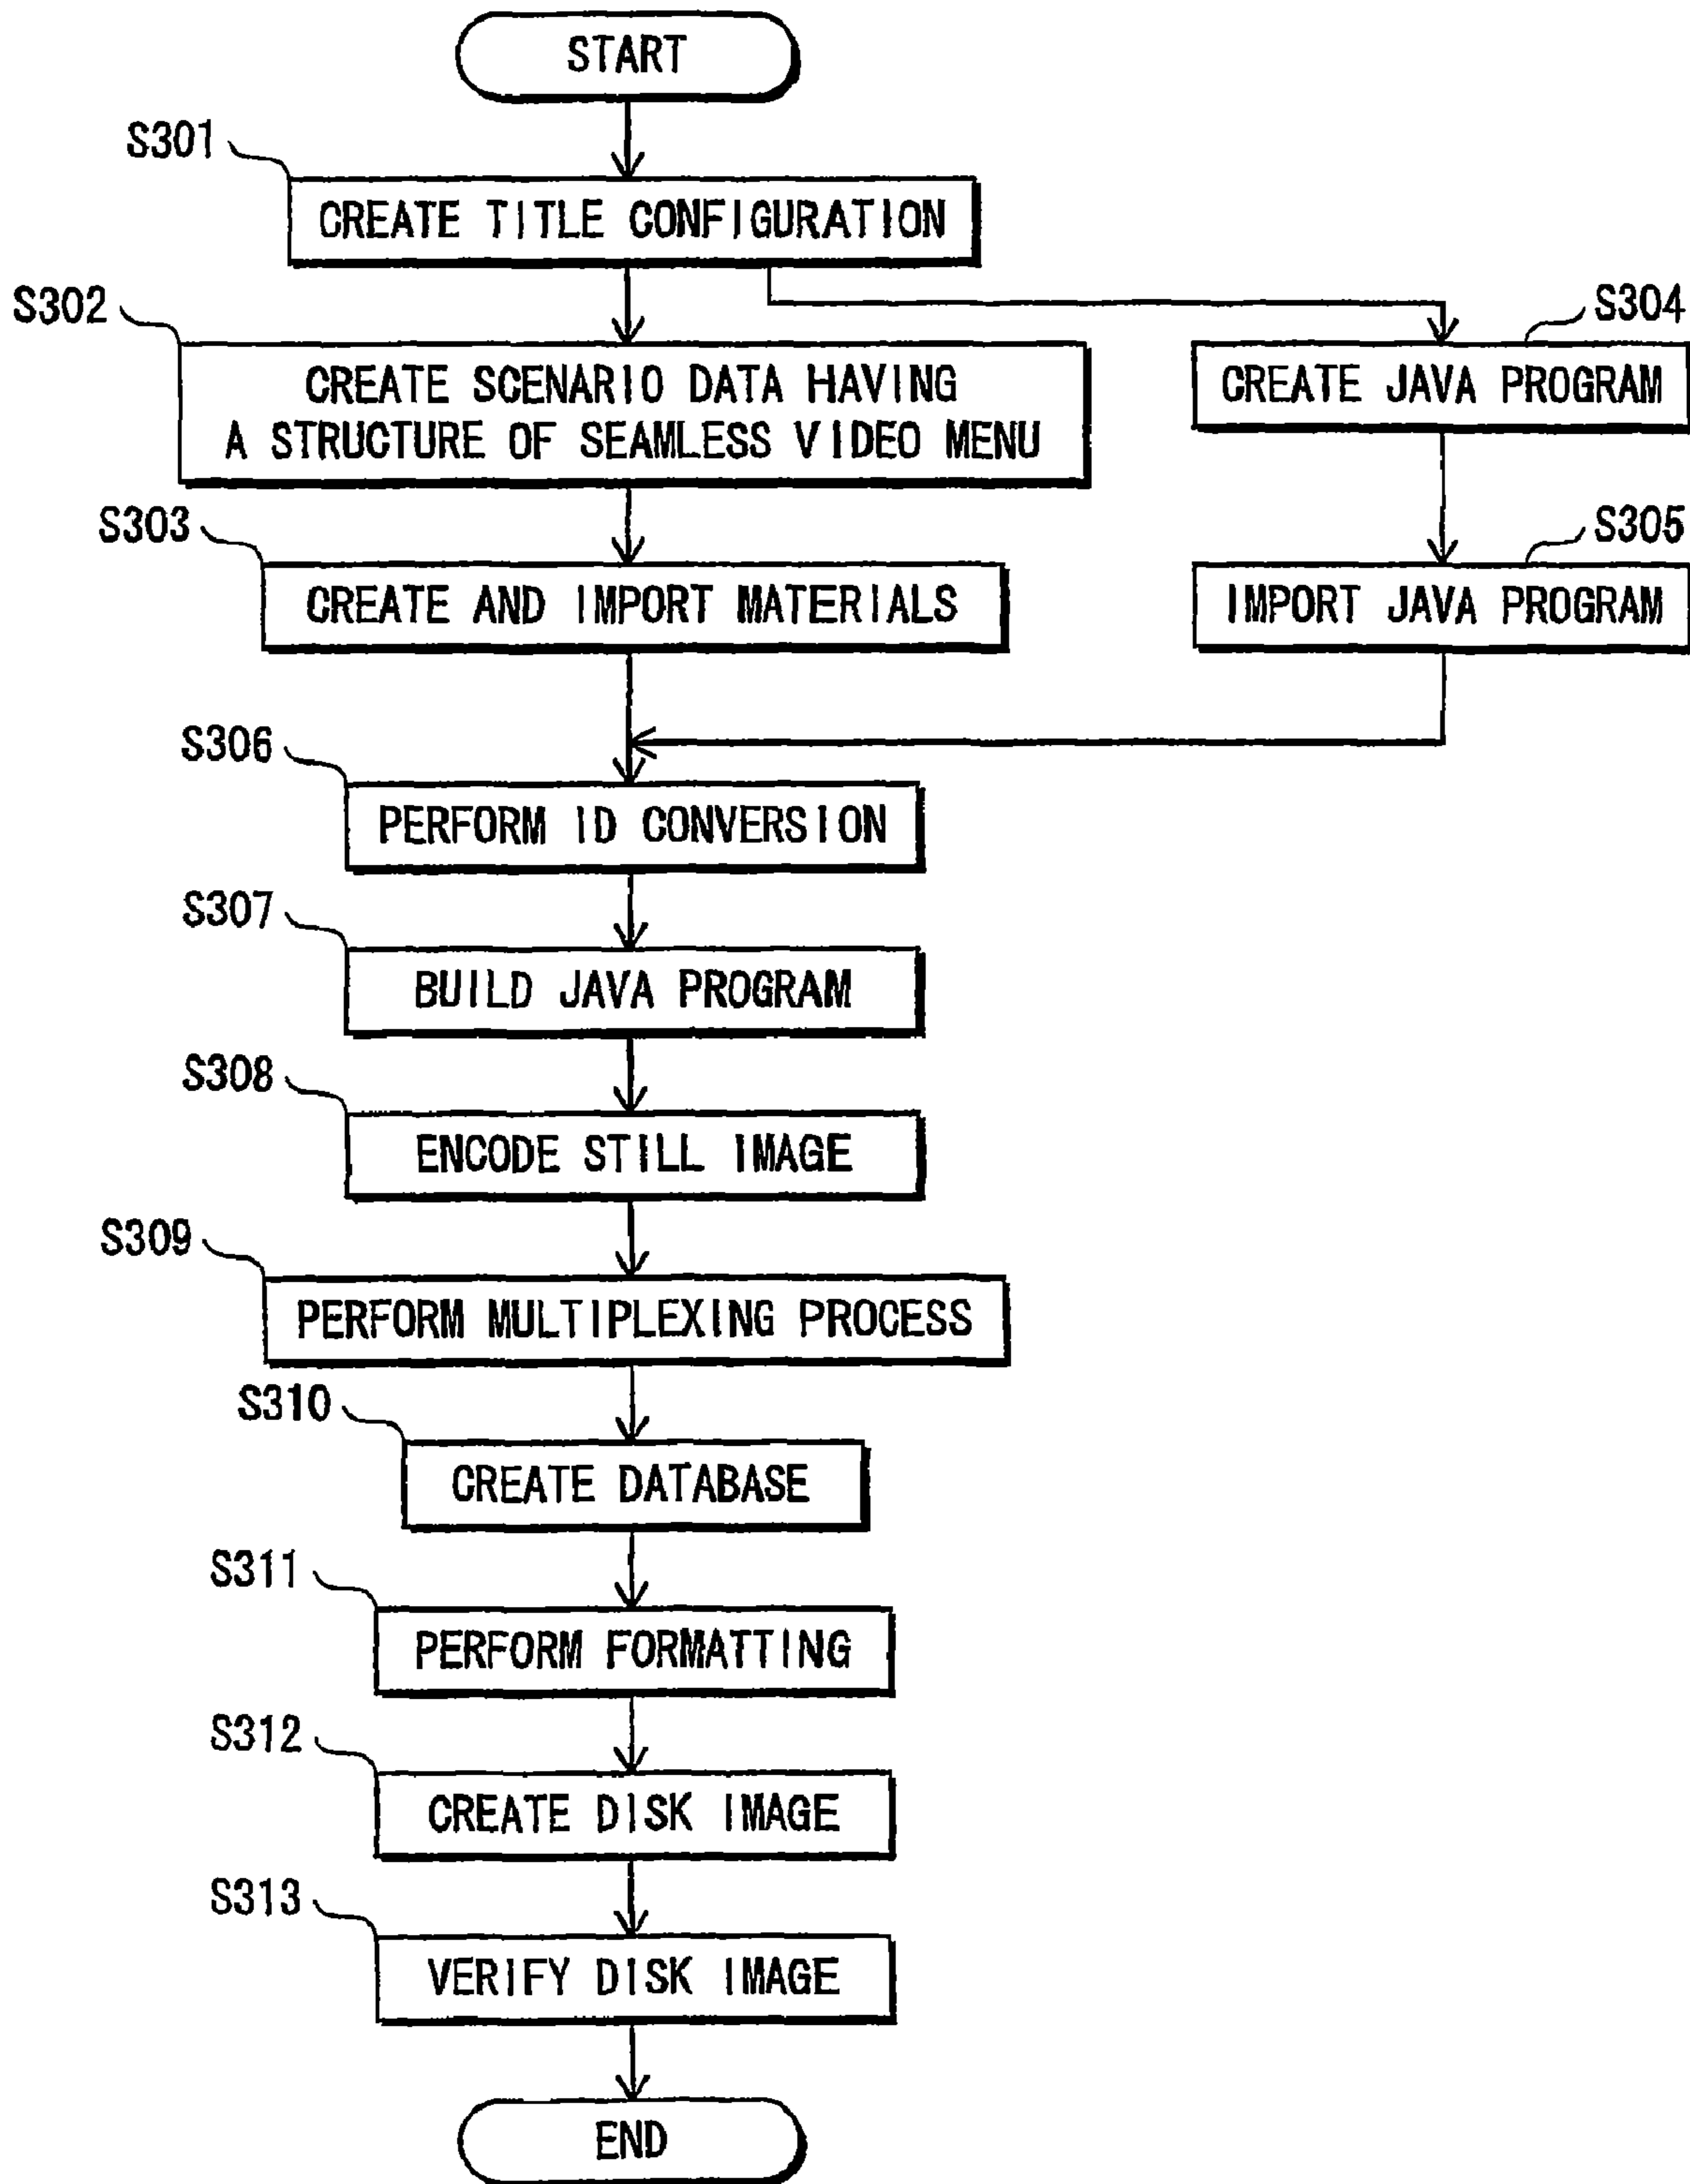 START
S301
CREATE TITLE CONFIGURATION
S302
CREATE SCENARIO DATA HAVING
A STRUCTURE OF SEAMLESS VIDEO MENU
S304
CREATE JAVA PROGRAM
S303
CREATE AND IMPORT MATERIALS
S305
IMPORT JAVA PROGRAM
S306
PERFORM ID CONVERSION
S307
BUILD JAVA PROGRAM
S308
ENCODE STILL IMAGE
S309
PERFORM MULTIPLEXING PROCESS
S310
CREATE DATABASE
S311
PERFORM FORMATTING
S312
CREATE DISK IMAGE
S313
VERIFY DISK IMAGE
END